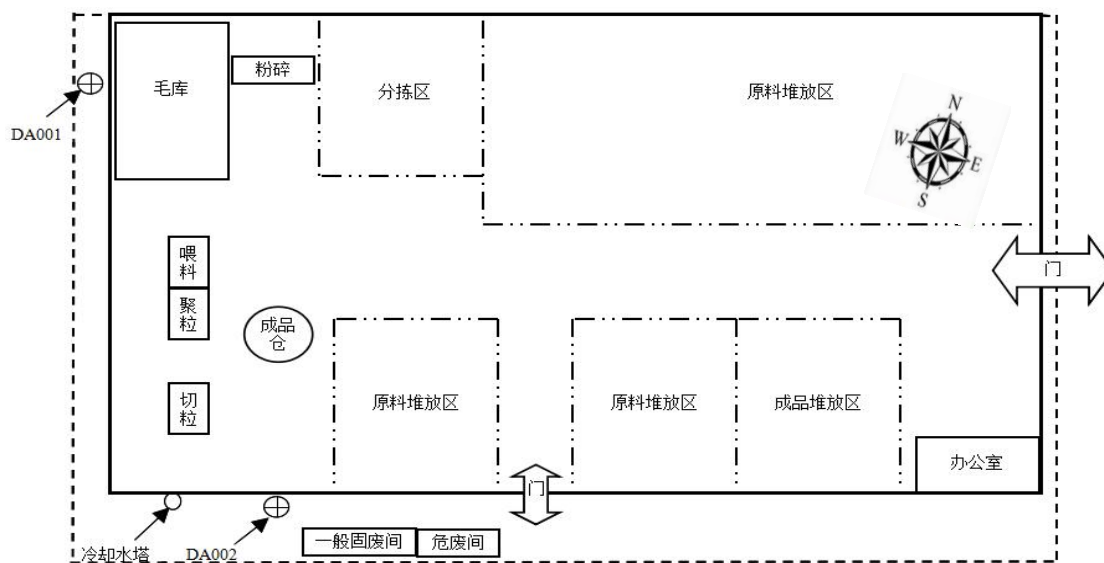 毛库
粉碎
分拣区
原料堆放区
N
W
E
S
DA001
喂
料
聚
粒
门
成品
仓
切
粒
原料堆放区
原料堆放区
成品堆放区
办公室
门
冷却水塔
DA002
一般固废间
危废间